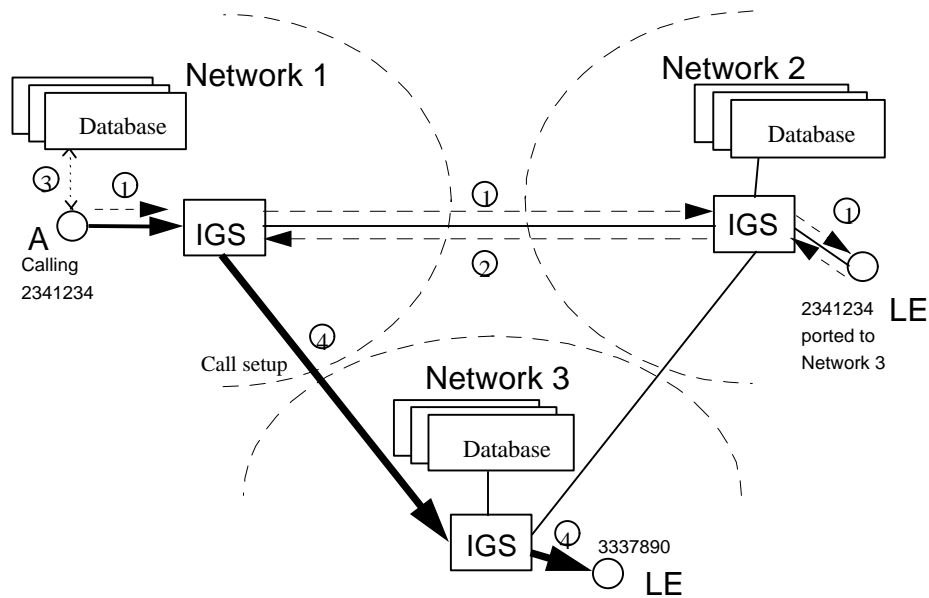 Network 1
Network 2
Database
Database
3
1
1
1
A
IGS
IGS
2
Calling
2341234
2341234
LE
ported to
Network 3
4
Call setup
Network 3
Database
IGS
4
3337890
LE